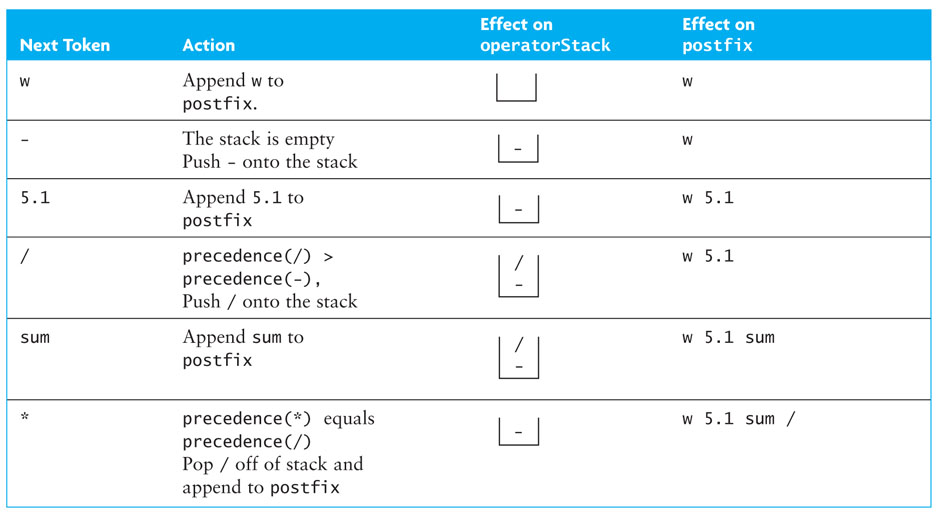 Next Token Action Effect on operatorStack Effect on postfix
w Append w to postfix. w
- The stack is empty - w
Push - onto the stack
5.1 Append 5.1 to - w 5.1
postfix
/ precedence(/) > / w 5.1
precedence(-), -
Push / onto the stack
sum Append sum to / w 5.1 sum
postfix -
* precedence(*) equals - w 5.1 sum /
precedence(/)
Pop / off of stack and
append to postfix